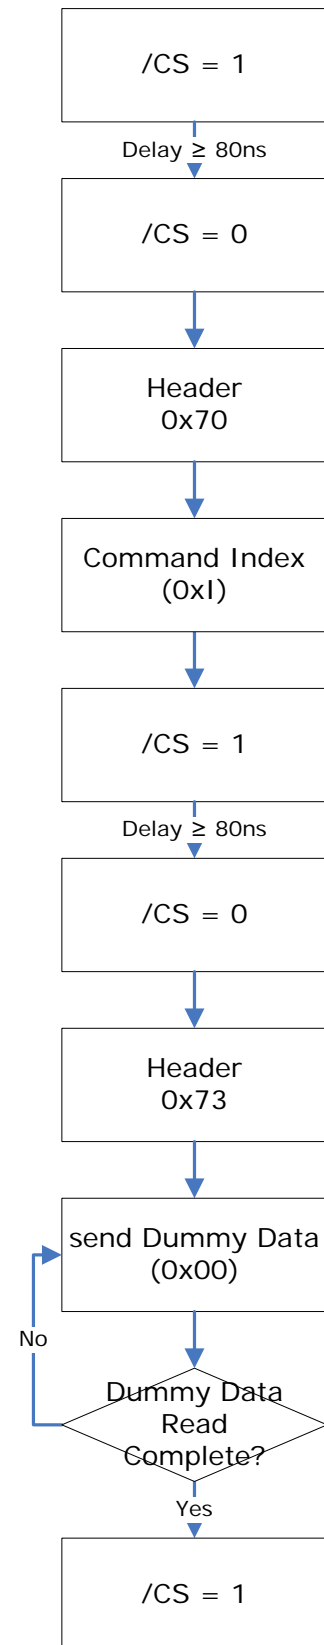 /CS = 1
Delay ≥ 80ns
/CS = 0
Header
0x70
Command Index
(0xI)
/CS = 1
Delay ≥ 80ns
/CS = 0
Header
0x73
send Dummy Data
(0x00)
No
Dummy Data
Read
Complete?
Yes
/CS = 1